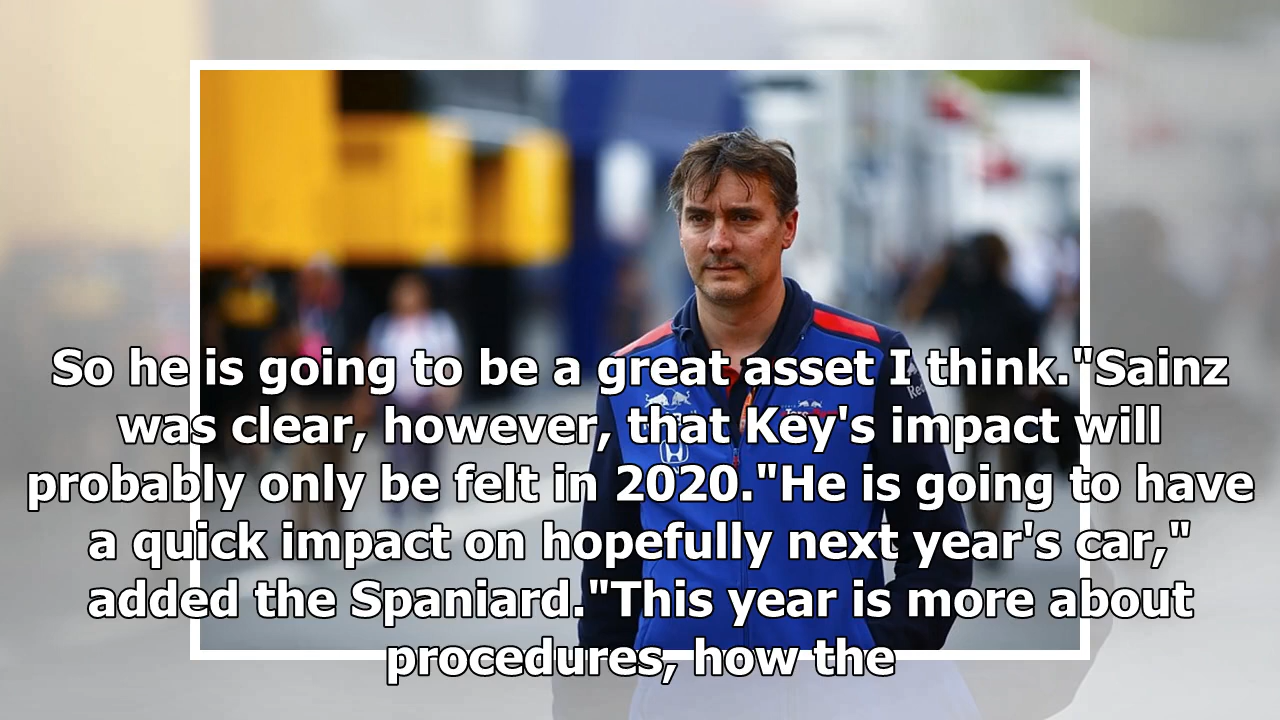 So he is going to be a great asset I think."Sainz
was clear, however, that Key's impact will
probably only be felt in 2020."He is going to have
a quick impact on hopefully next year's car,"
added the Spaniard."This year is more about
procedures, how the